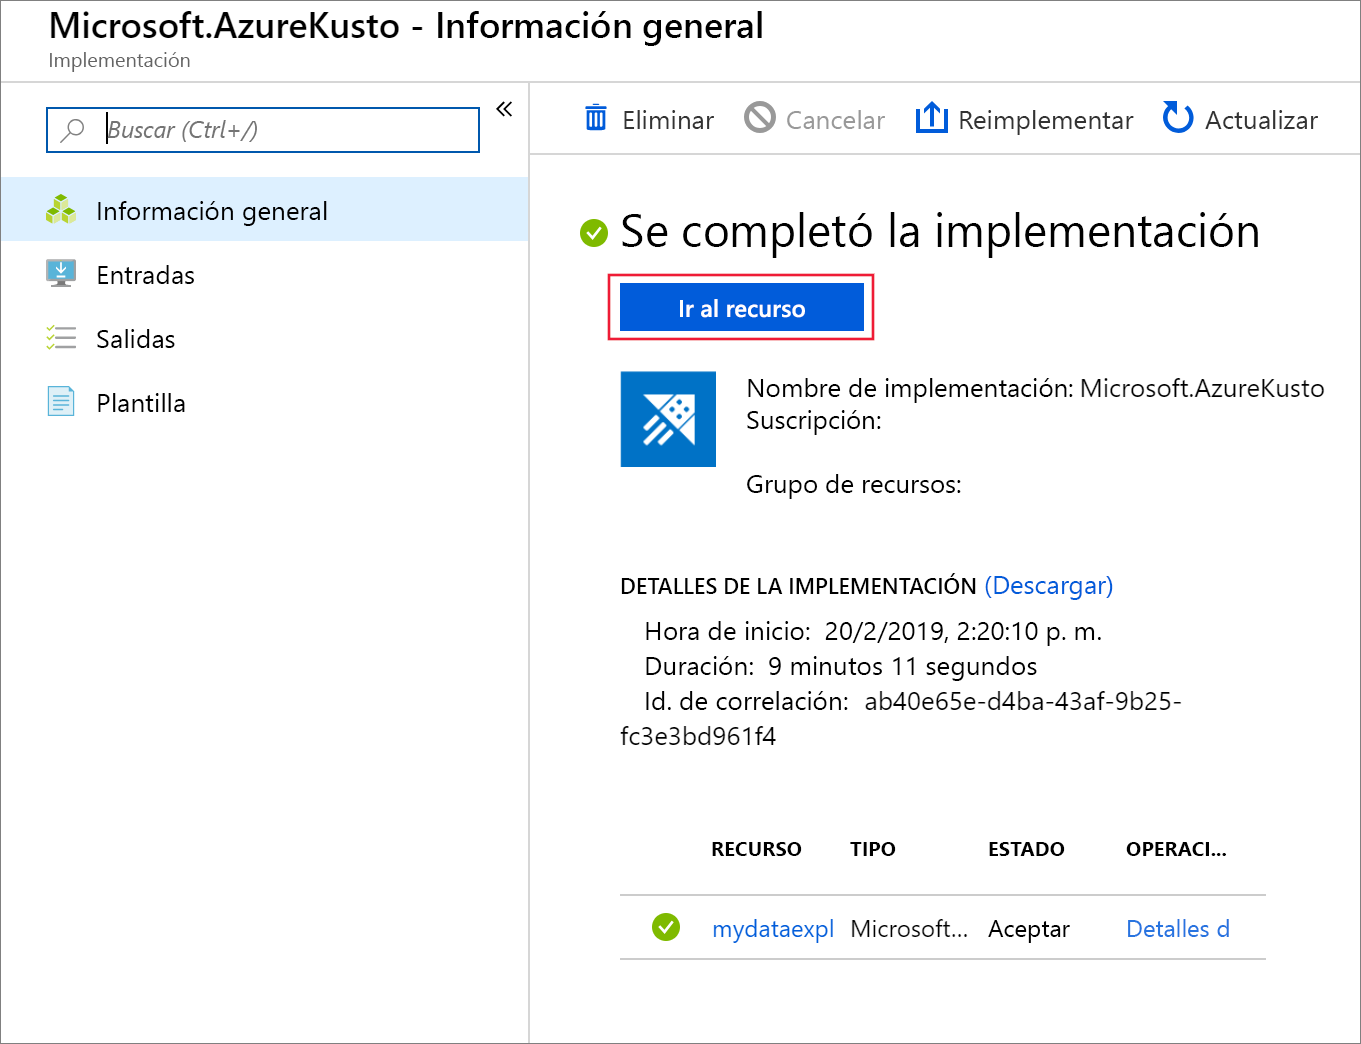 Microsoft.AzureKusto - Información general
Implementación
Buscar (Ctrl+/)
«
Información general
Entradas
Salidas
Plantilla
Eliminar Cancelar Reimplementar Actualizar
Se completó la implementación
Ir al recurso
Nombre de implementación: Microsoft.AzureKusto
Suscripción:
Grupo de recursos:
DETALLES DE LA IMPLEMENTACIÓN (Descargar)
Hora de inicio: 20/2/2019, 2:20:10 p. m.
Duración: 9 minutos 11 segundos
Id. de correlación: ab40e65e-d4ba-43af-9b25-
fc3e3bd961f4
RECURSO TIPO ESTADO OPERACI...
mydataexpl Microsoft... Aceptar Detalles d